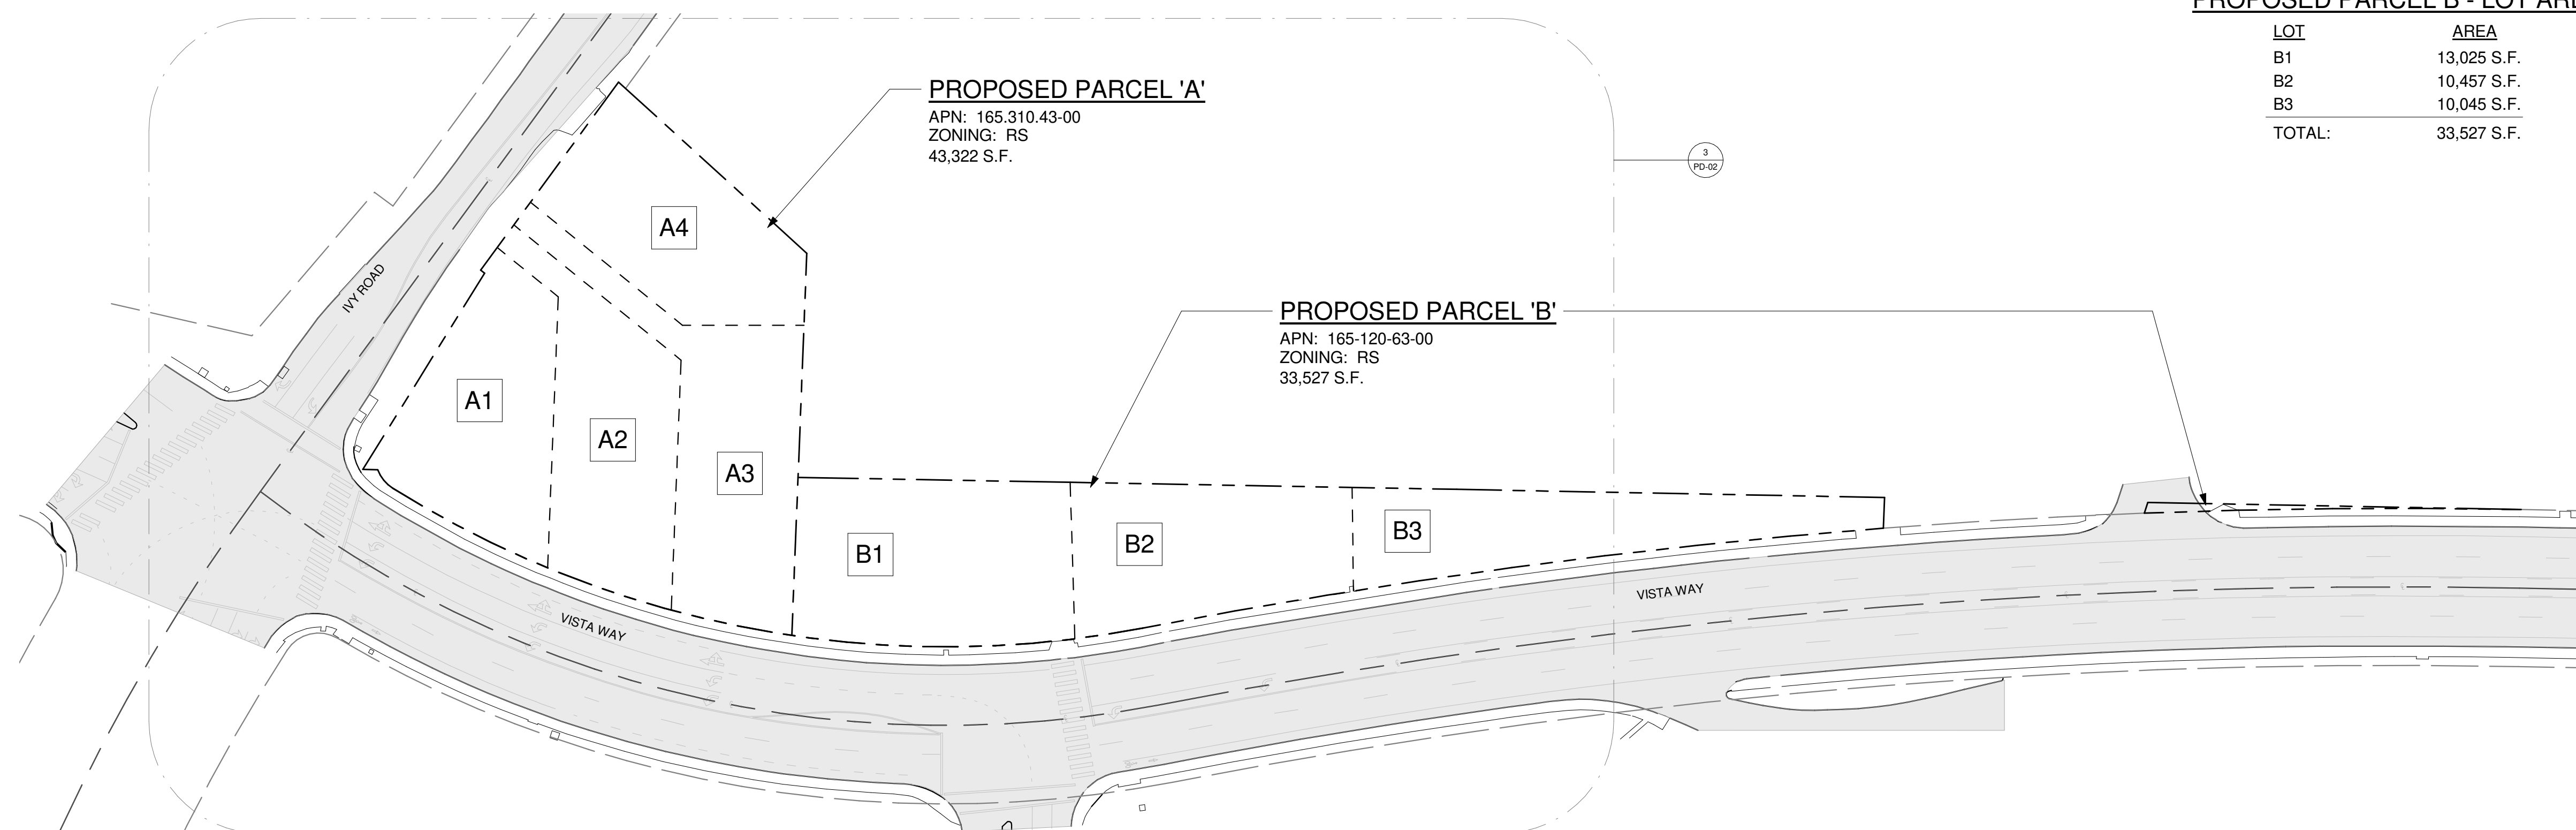 PROPOSED PARCEL B - LOT ARE
LOT AREA
B1 13,025 S.F.
B2 10,457 S.F.
B3 10,045 S.F.
TOTAL: 33,527 S.F.
PROPOSED PARCEL 'A'
APN: 165.310.43-00
ZONING: RS
43,322 S.F.
3
PD-02
A4
IVY ROAD
PROPOSED PARCEL 'B'
APN: 165-120-63-00
ZONING: RS
33,527 S.F.
A1
A2
A3
B1
B2
B3
VISTA WAY
VISTA WAY